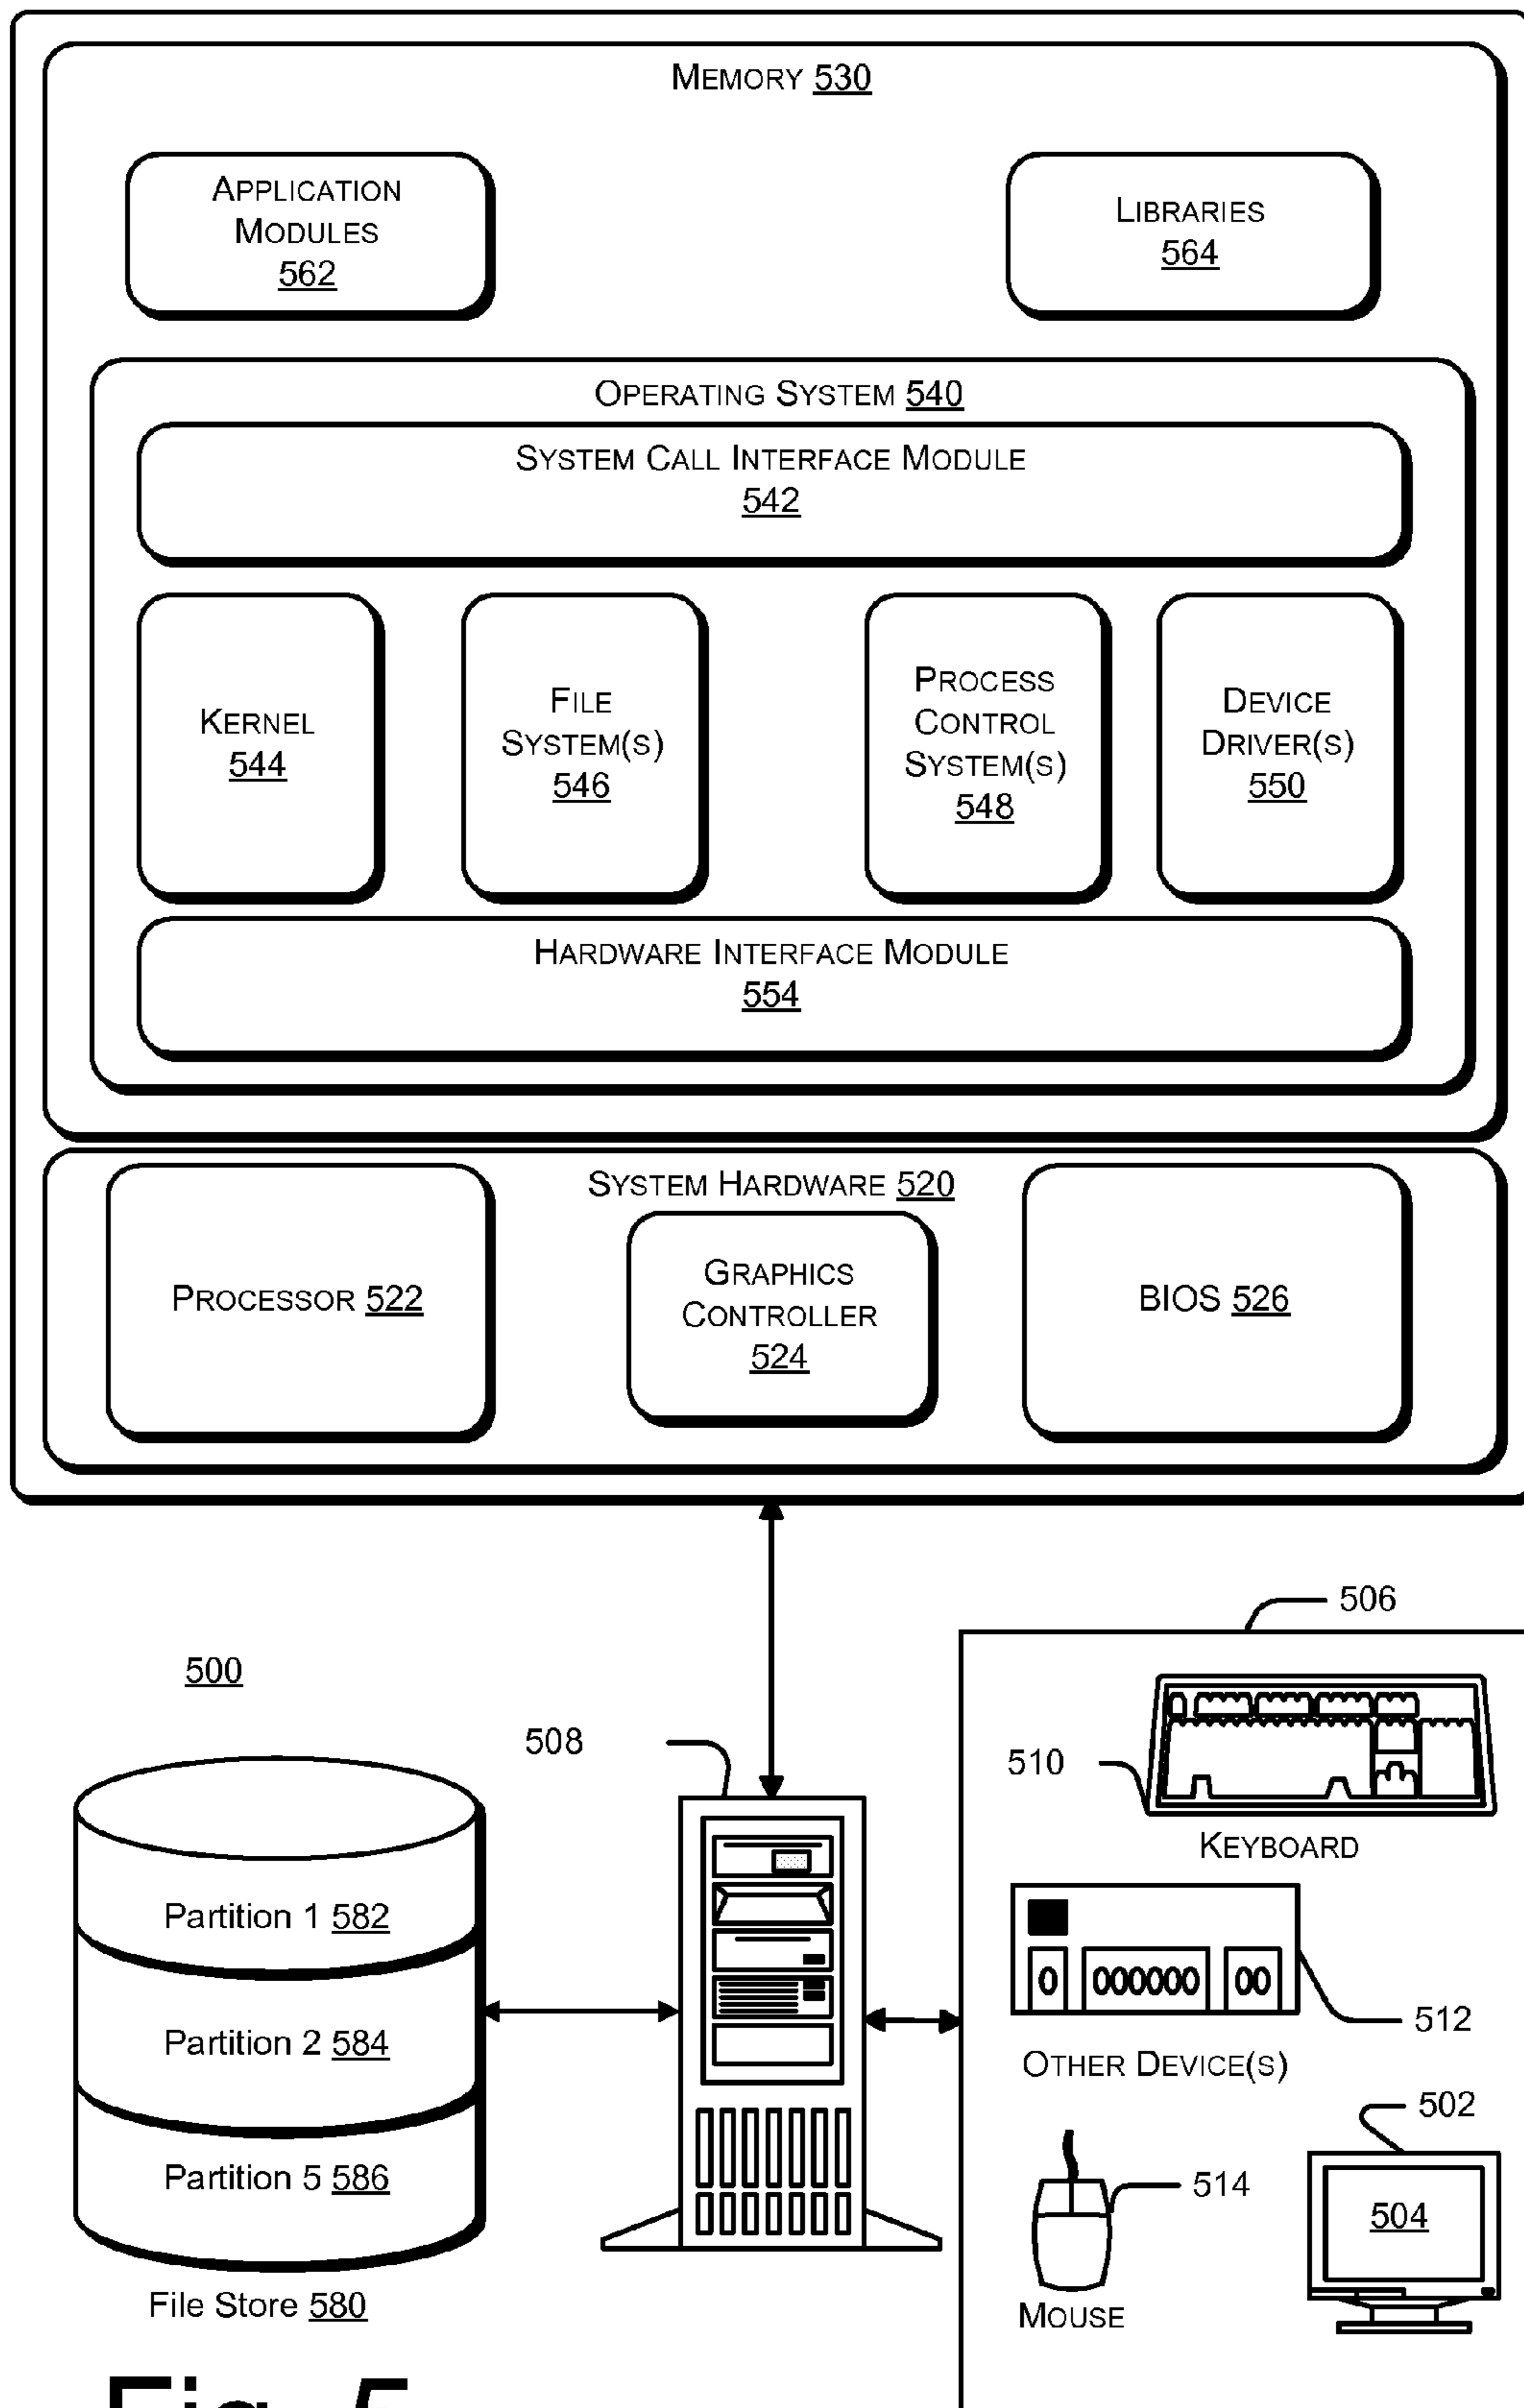 MEMORY 530
APPLICATION
MODULES
562
LIBRARIES
564
OPERATING SYSTEM 540
SYSTEM CALL INTERFACE MODULE
542
KERNEL
544
FILE
SYSTEM(S)
546
PROCESS
CONTROL
SYSTEM(S)
548
DEVICE
DRIVER(S)
550
HARDWARE INTERFACE MODULE
554
SYSTEM HARDWARE 520
PROCESSOR 522
GRAPHICS
CONTROLLER
524
BIOS 526
500
508
506
510
KEYBOARD
512
OTHER DEVICE(S)
514
MOUSE
502
504
Partition 1 582
Partition 2 584
Partition 5 586
File Store 580
Fig. 5